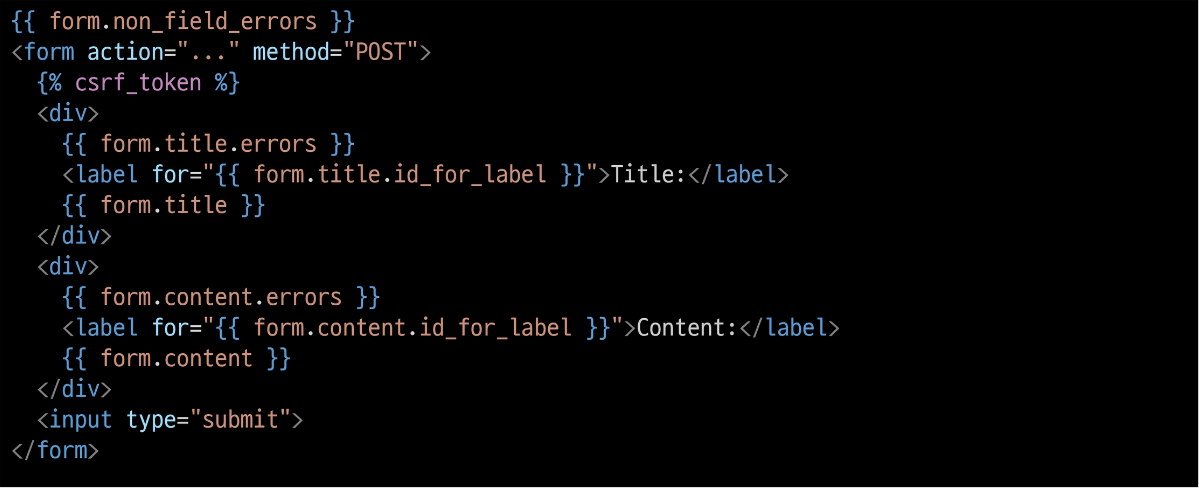 {{ form.non_field_errors }}
<form action="..." method="POST">
  {% csrf_token %}
  <div>
    {{ form.title.errors }}
    <label for="{{ form.title.id_for_label }}">Title:</label>
    {{ form.title }}
  </div>
  <div>
    {{ form.content.errors }}
    <label for="{{ form.content.id_for_label }}">Content:</label>
    {{ form.content }}
  </div>
  <input type="submit">
</form>